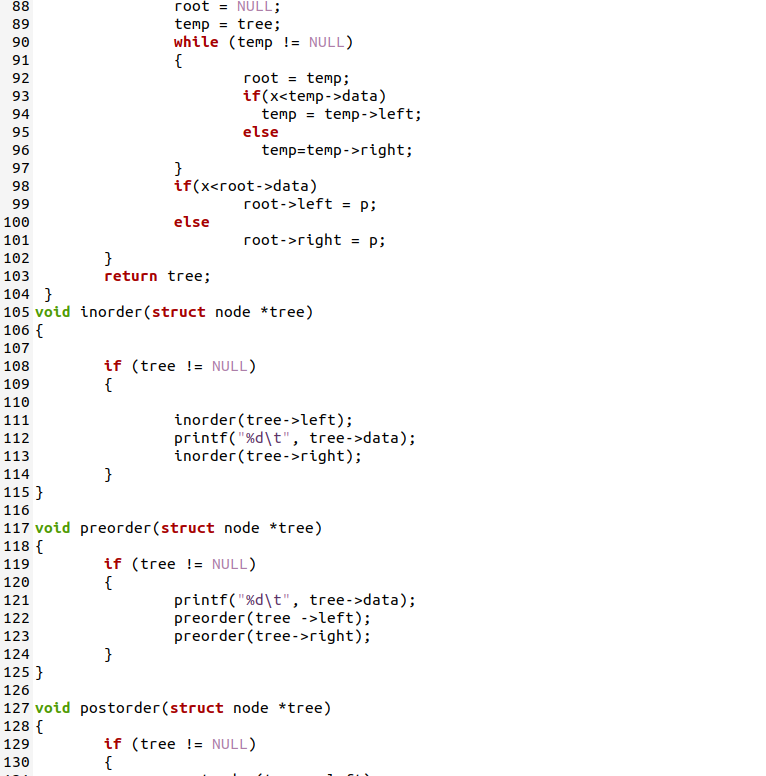 88 root = NULL;
89 temp = tree;
90 while (temp != NULL)
91 {
92 root = temp;
93 if(x<temp->data)
94 temp = temp->left;
95 else
96 temp=temp->right;
97 }
98 if(x<root->data)
99 root->left = p;
100 else
101 root->right = p;
102 }
103 return tree;
104 }
105 void inorder(struct node *tree)
106 {
107
108 if (tree != NULL)
109 {
110
111 inorder(tree->left);
112 printf("%d\t", tree->data);
113 inorder(tree->right);
114 }
115 }
116
117 void preorder(struct node *tree)
118 {
119 if (tree != NULL)
120 {
121 printf("%d\t", tree->data);
122 preorder(tree ->left);
123 preorder(tree->right);
124 }
125 }
126
127 void postorder(struct node *tree)
128 {
129 if (tree != NULL)
130 {